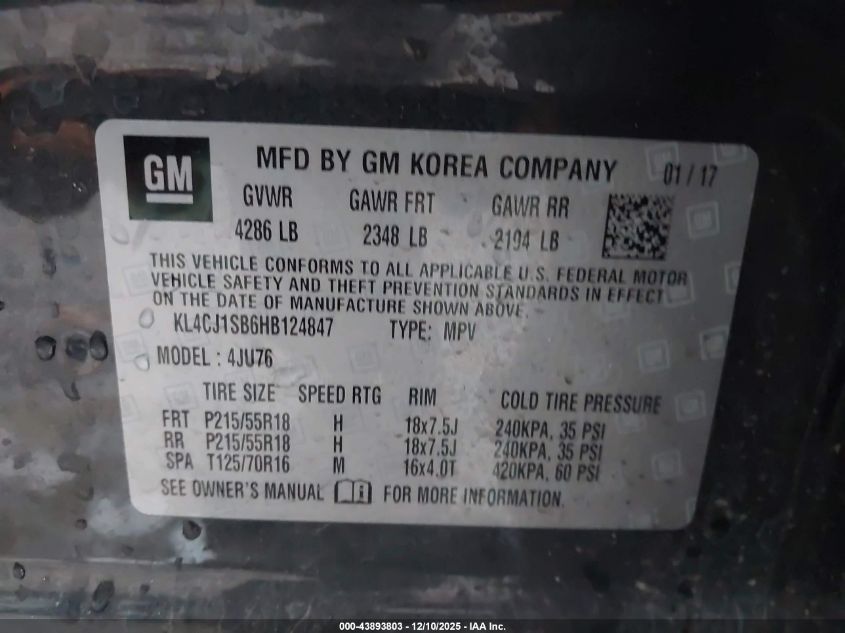 GM
MFD BY GM KOREA COMPANY 01/17
GVWR GAWR FRT GAWR RR
4286 LB 2348 LB 2194 LB
THIS VEHICLE CONFORMS TO ALL APPLICABLE U.S. FEDERAL MOTOR
VEHICLE SAFETY AND THEFT PREVENTION STANDARDS IN EFFECT
ON THE DATE OF MANUFACTURE SHOWN ABOVE.
KL4CJ1SB6HB124847 TYPE: MPV
MODEL : 4JU76
TIRE SIZE SPEED RTG RIM COLD TIRE PRESSURE
FRT P215/55R18 H 18x7.5J 240KPA, 35 PSI
RR P215/55R18 H 18x7.5J 240KPA, 35 PSI
SPA T125/70R16 M 16x4.0T 420KPA, 60 PSI
SEE OWNER'S MANUAL FOR MORE INFORMATION.
000-43893803 - 12/10/2025 - IAA Inc.